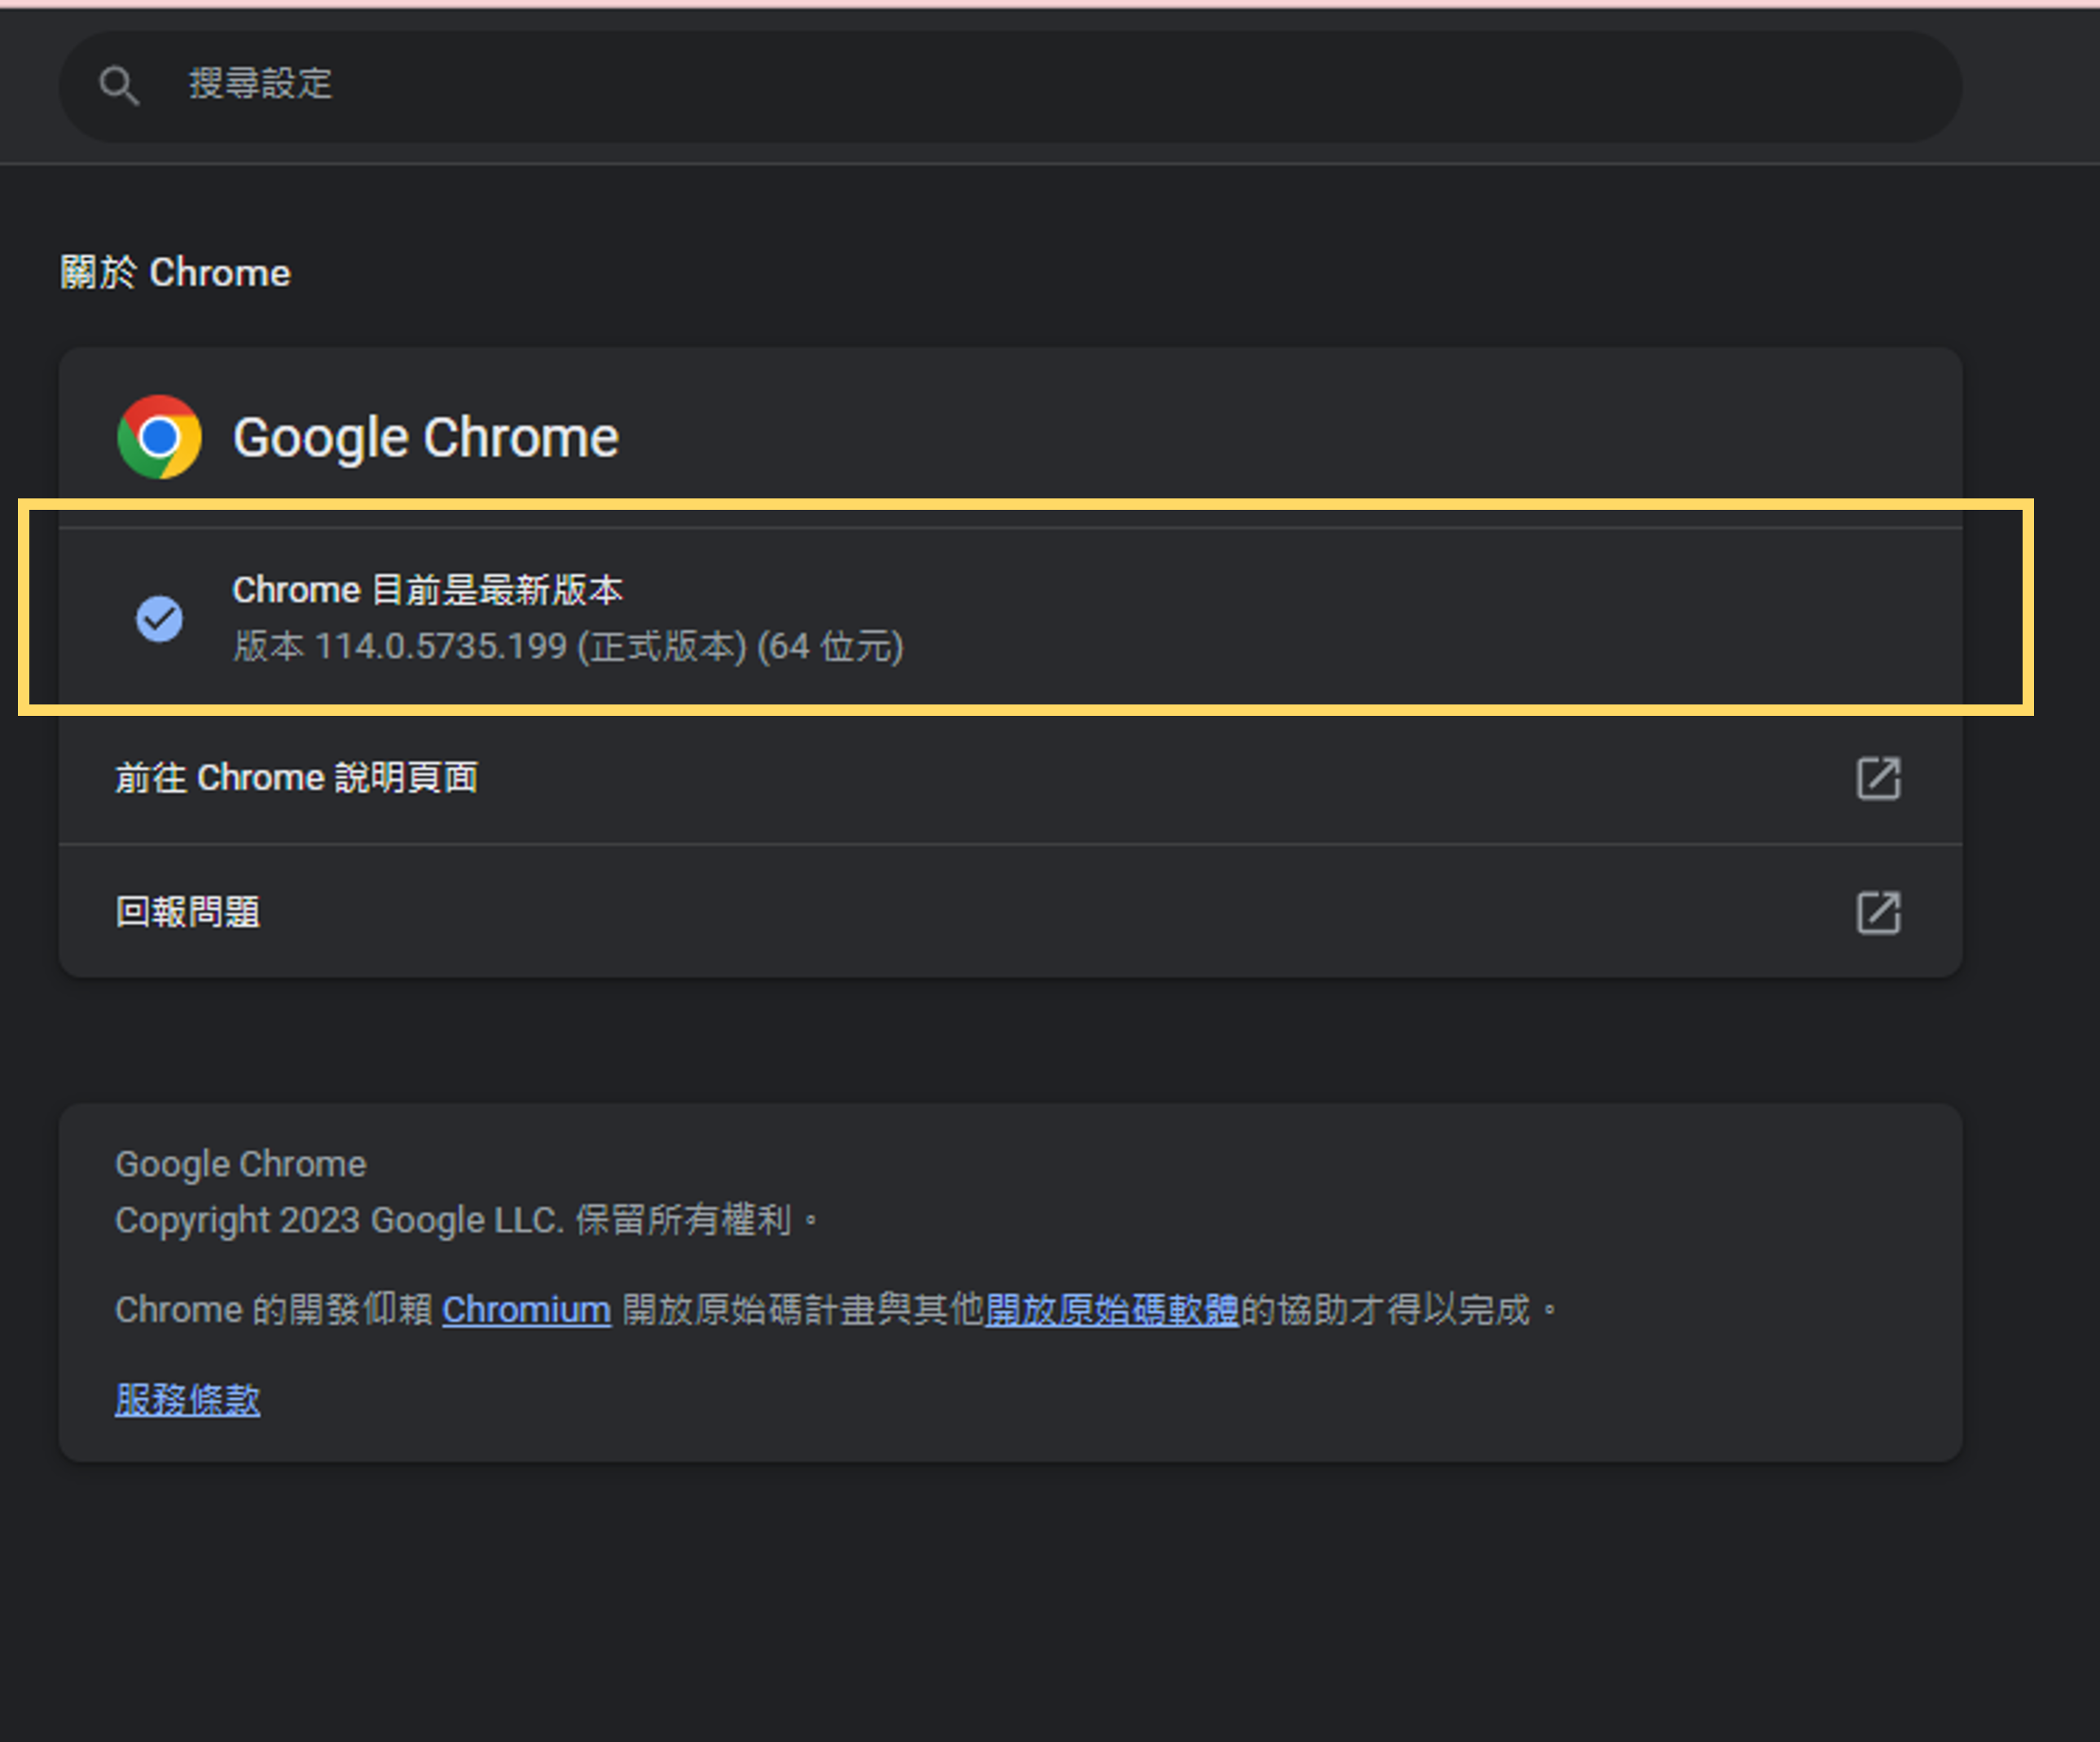 搜尋設定
關於 Chrome
Google Chrome
Chrome 目前是最新版本
版本 114.0.5735.199 (正式版本) (64 位元)
前往 Chrome 說明頁面
回報問題
Google Chrome
Copyright 2023 Google LLC. 保留所有權利。
Chrome 的開發仰賴 Chromium 開放原始碼計畫與其他開放原始碼軟體的協助才得以完成。
服務條款